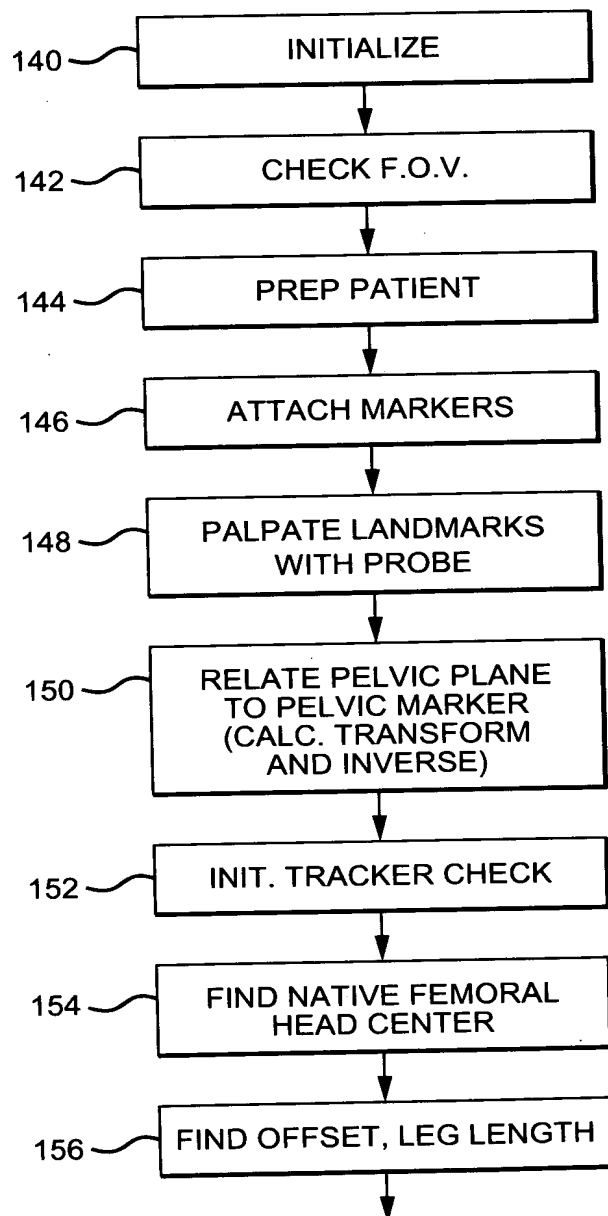 140
INITIALIZE
142
CHECK F.O.V.
144
PREP PATIENT
146
ATTACH MARKERS
148
PALPATE LANDMARKS
WITH PROBE
150
RELATE PELVIC PLANE
TO PELVIC MARKER
(CALC. TRANSFORM
AND INVERSE)
152
INIT. TRACKER CHECK
154
FIND NATIVE FEMORAL
HEAD CENTER
156
FIND OFFSET, LEG LENGTH